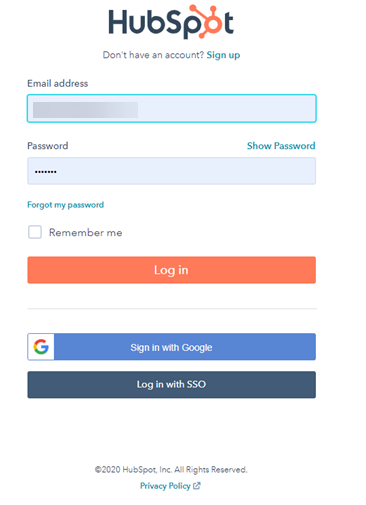 HubSpot
Don't have an account? Sign up
Email address
Password Show Password
•••••••
Forgot my password
Remember me
Log in
Sign in with Google
Log in with SSO
©2020 HubSpot, Inc. All Rights Reserved.
Privacy Policy